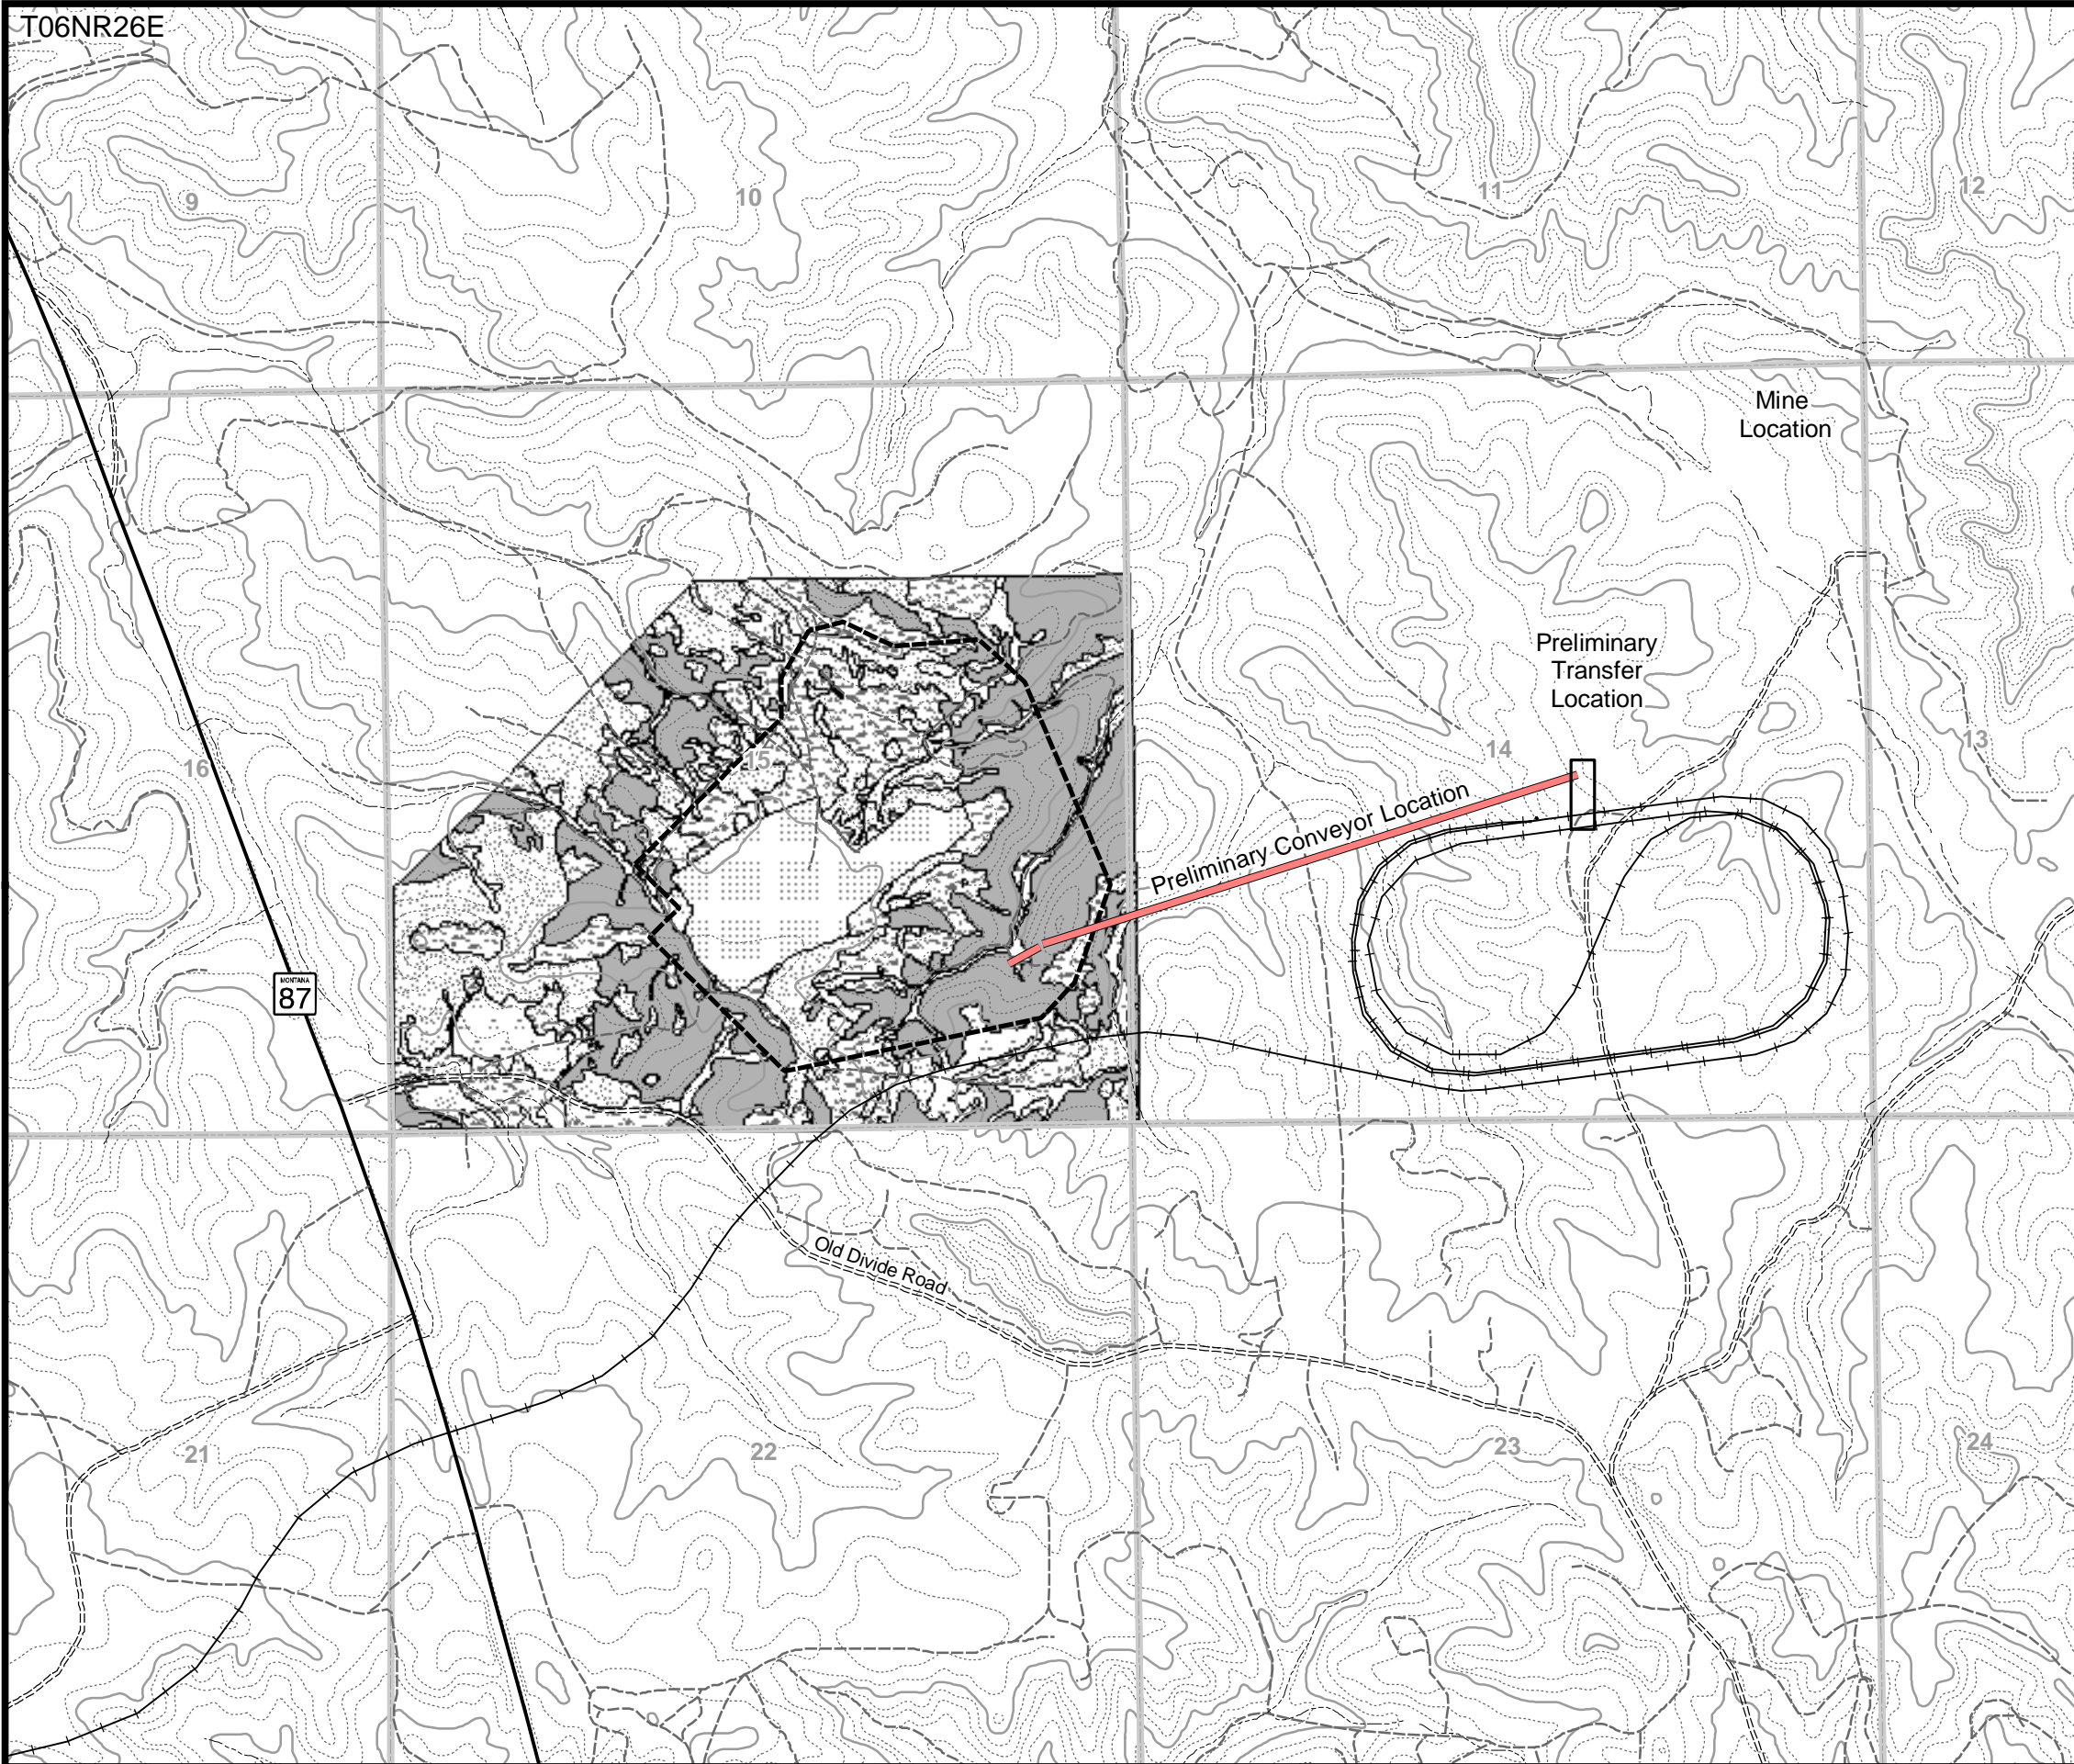 T06NR26E
9
10
11
12
Mine
Location
Preliminary
Transfer
Location
16
15
14
13
Preliminary Conveyor Location
MONTANA
87
Old Divide Road
21
22
23
24